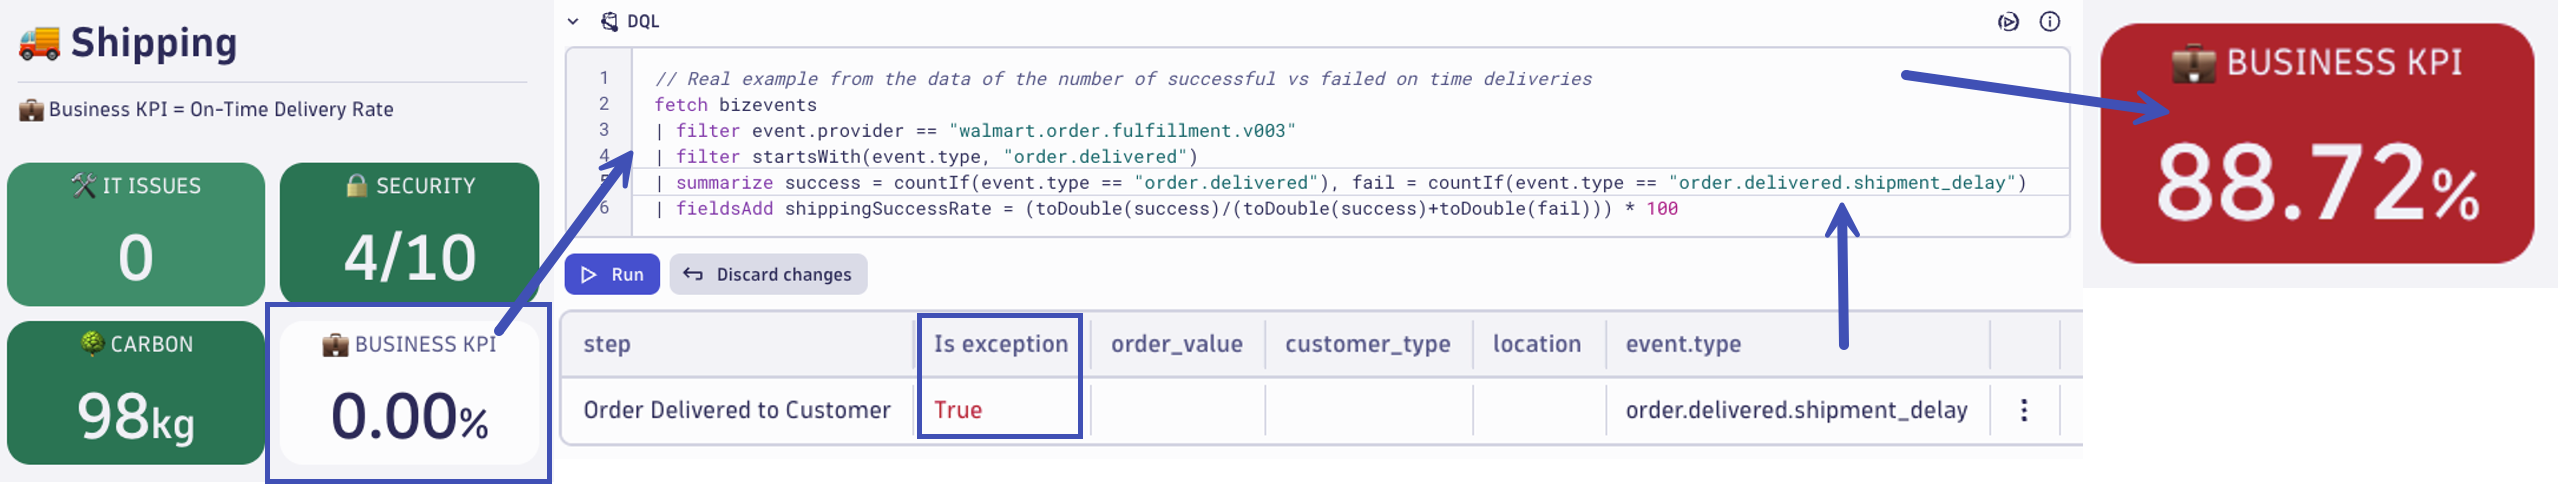 Shipping
Business KPI = On-Time Delivery Rate
IT ISSUES
0
SECURITY
4/10
CARBON
98kg
BUSINESS KPI
0.00%
DQL
1 // Real example from the data of the number of successful vs failed on time deliveries
2 fetch bizevents
3 | filter event.provider == "walmart.order.fulfillment.v003"
4 | filter startsWith(event.type, "order.delivered")
5 | summarize success = countIf(event.type == "order.delivered"), fail = countIf(event.type == "order.delivered.shipment_delay")
6 | fieldsAdd shippingSuccessRate = (toDouble(success)/(toDouble(success)+toDouble(fail))) * 100
Run
Discard changes
step Is exception order_value customer_type location event.type
Order Delivered to Customer True order.delivered.shipment_delay
BUSINESS KPI
88.72%